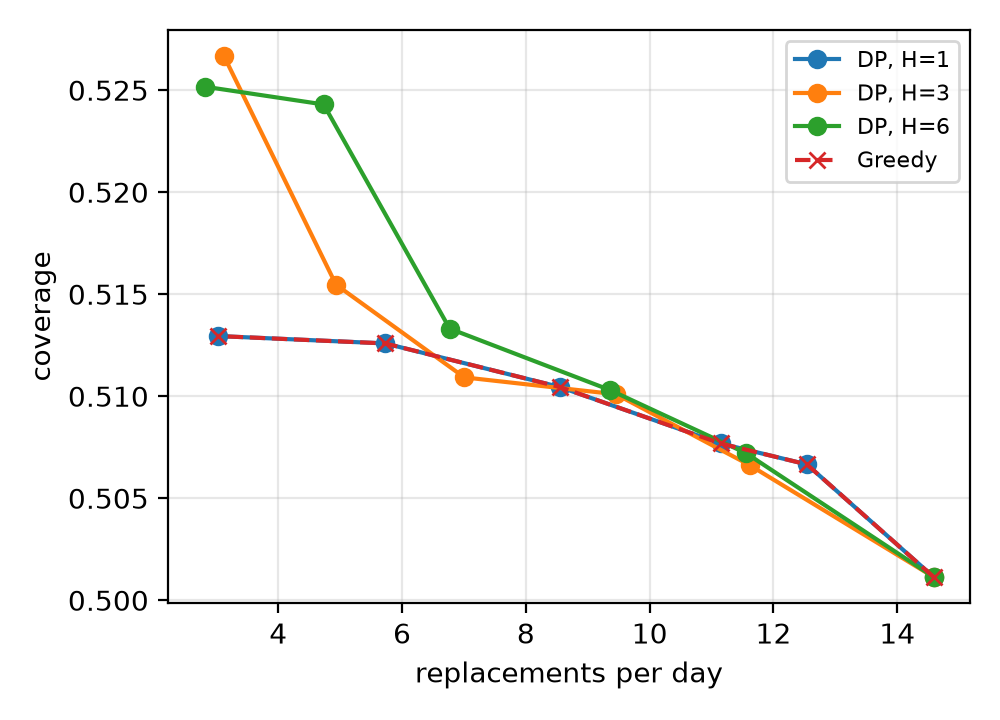 DP, H=1
DP, H=3
DP, H=6
Greedy
coverage
0.525
0.520
0.515
0.510
0.505
0.500
4 6 8 10 12 14
replacements per day